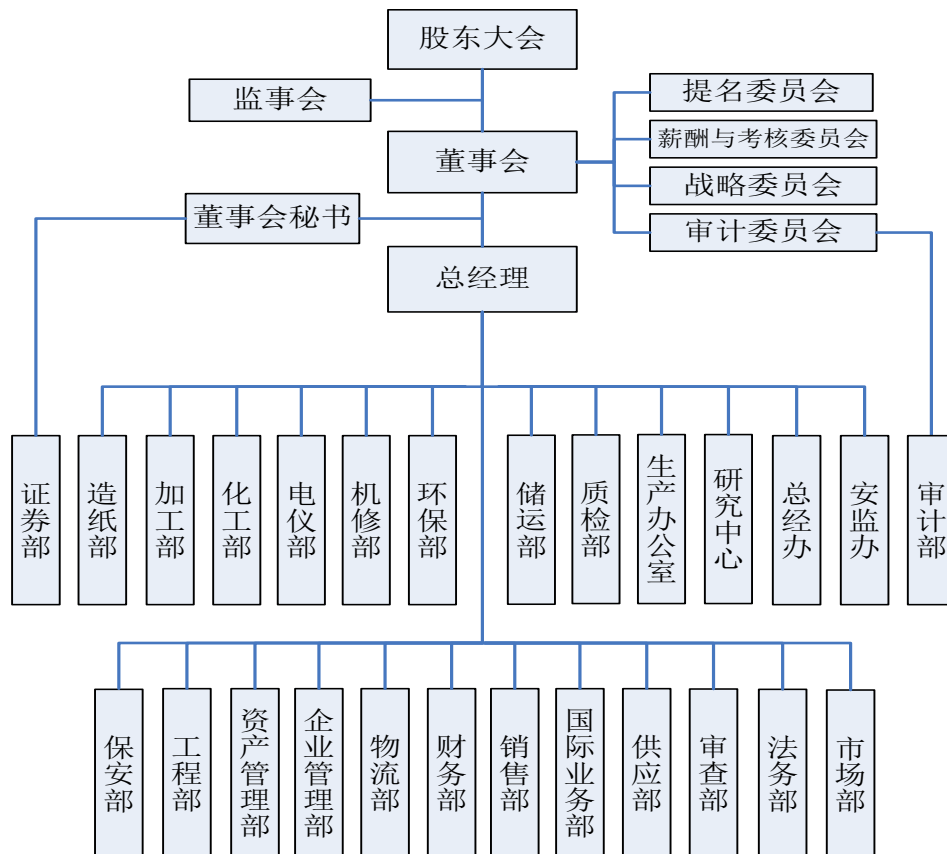 股东大会
监事会
提名委员会
薪酬与考核委员会
董事会
战略委员会
董事会秘书
审计委员会
总经理
证券部
造纸部
加工部
化工部
电仪部
机修部
环保部
储运部
质检部
生产办公室
研究中心
总经办
安监办
审计部
保安部
工程部
资产管理部
企业管理部
物流部
财务部
销售部
国际业务部
供应部
审查部
法务部
市场部